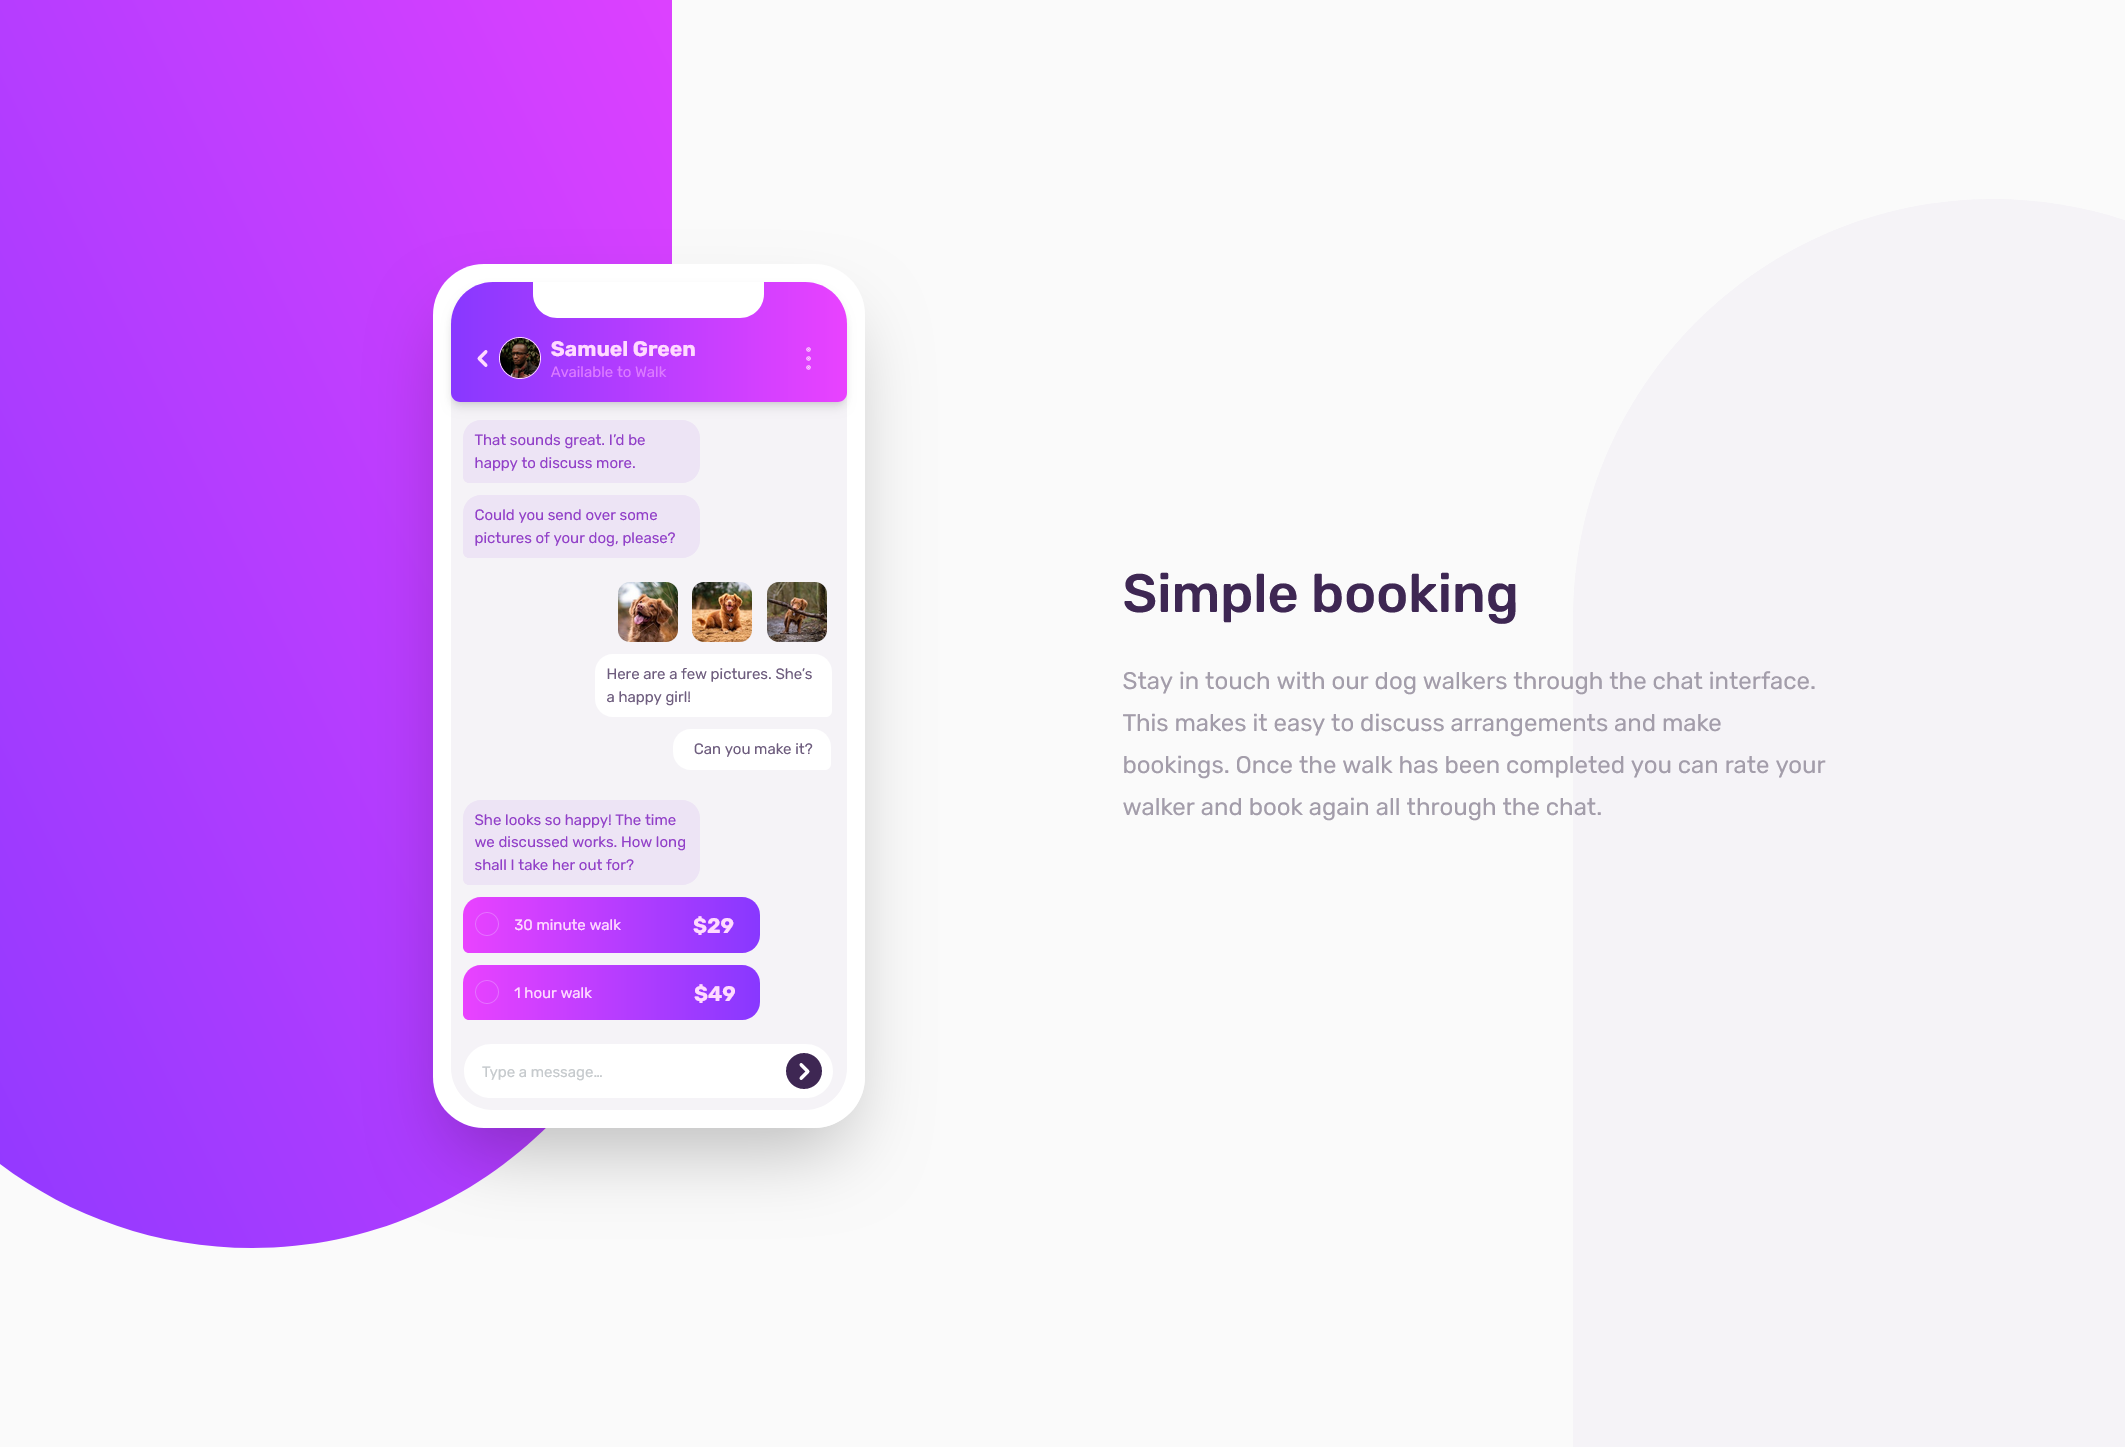 Samuel Green
Available to Walk
That sounds great. I’d be
happy to discuss more.
Could you send over some
pictures of your dog, please?
Here are a few pictures. She’s
a happy girl!
Can you make it?
She looks so happy! The time
we discussed works. How long
shall I take her out for?
30 minute walk $29
1 hour walk $49
Type a message…
Simple booking
Stay in touch with our dog walkers through the chat interface.
This makes it easy to discuss arrangements and make
bookings. Once the walk has been completed you can rate your
walker and book again all through the chat.